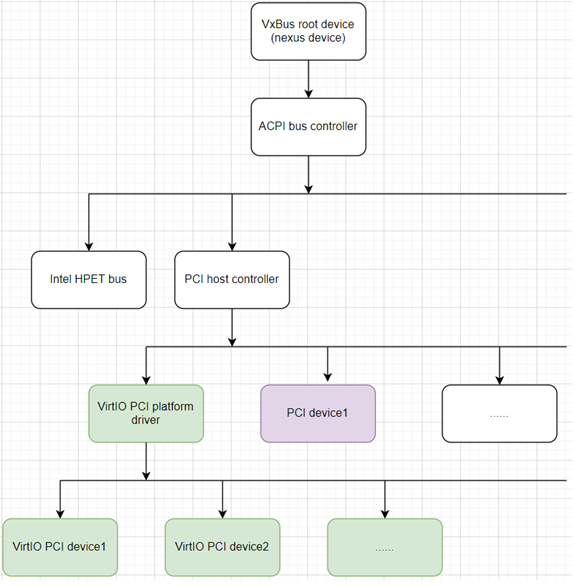 VxBus root device
(nexus device)
ACPI bus controller
Intel HPET bus
PCI host controller
VirtIO PCI platform
driver
PCI device1
......
VirtIO PCI device1
VirtIO PCI device2
......